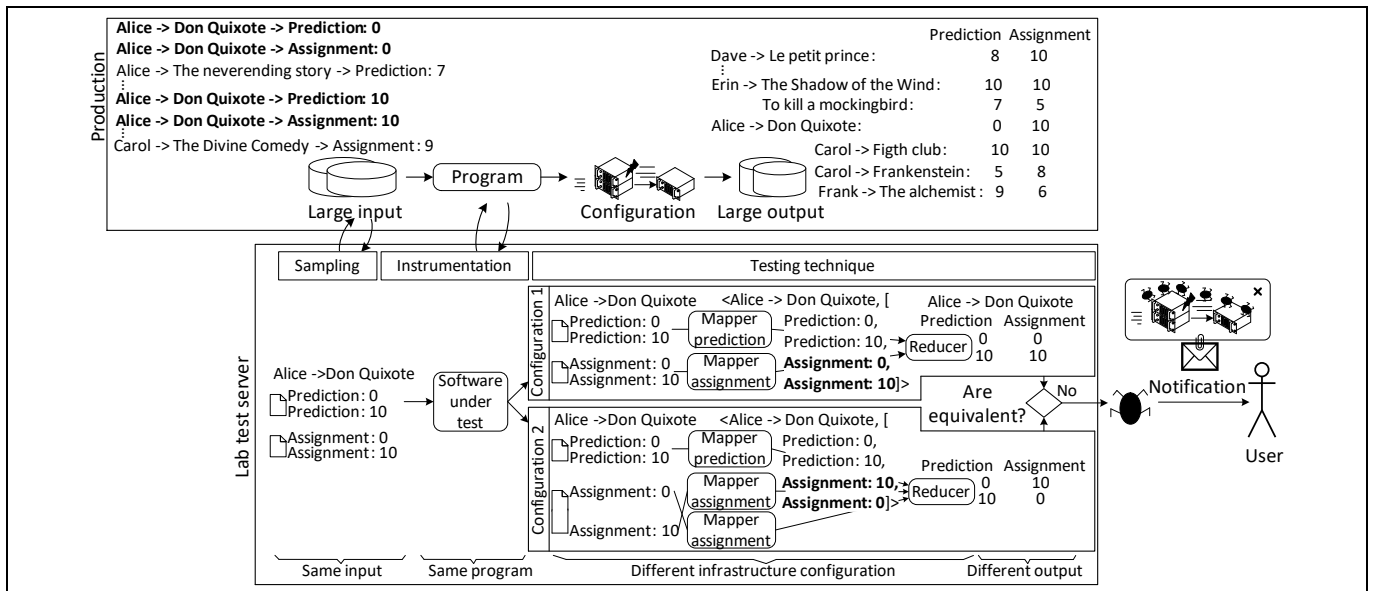 Production
Alice -> Don Quixote -> Prediction: 0
Alice -> Don Quixote -> Assignment: 0
Alice -> The neverending story -> Prediction: 7
Alice -> Don Quixote -> Prediction: 10
Alice -> Don Quixote -> Assignment: 10
Carol -> The Divine Comedy -> Assignment: 9
Prediction Assignment
Dave -> Le petit prince: 8 10
Erin -> The Shadow of the Wind: 10 10
To kill a mockingbird: 7 5
Alice -> Don Quixote: 0 10
Carol -> Figth club: 10 10
Carol -> Frankenstein: 5 8
Frank -> The alchemist: 9 6
Large input
Program
Configuration
Large output
Lab test server
Sampling
Instrumentation
Testing technique
Alice ->Don Quixote
Prediction: 0
Prediction: 10
Assignment: 0
Assignment: 10
Software
under
test
Configuration 1
Alice ->Don Quixote
Prediction: 0
Prediction: 10
Assignment: 0
Assignment: 10
Mapper
prediction
Mapper
assignment
<Alice -> Don Quixote, [
Prediction: 0,
Prediction: 10,
Assignment: 0,
Assignment: 10]>
Reducer
Alice -> Don Quixote
Prediction Assignment
0 0
10 10
Configuration 2
Alice ->Don Quixote
Prediction: 0
Prediction: 10
Assignment: 0
Assignment: 10
Mapper
prediction
Mapper
assignment
Mapper
assignment
<Alice -> Don Quixote, [
Prediction: 0,
Prediction: 10,
Assignment: 10,
Assignment: 0]>
Reducer
Prediction Assignment
0 10
10 0
Are
equivalent?
No
Notification
User
Same input
Same program
Different infrastructure configuration
Different output